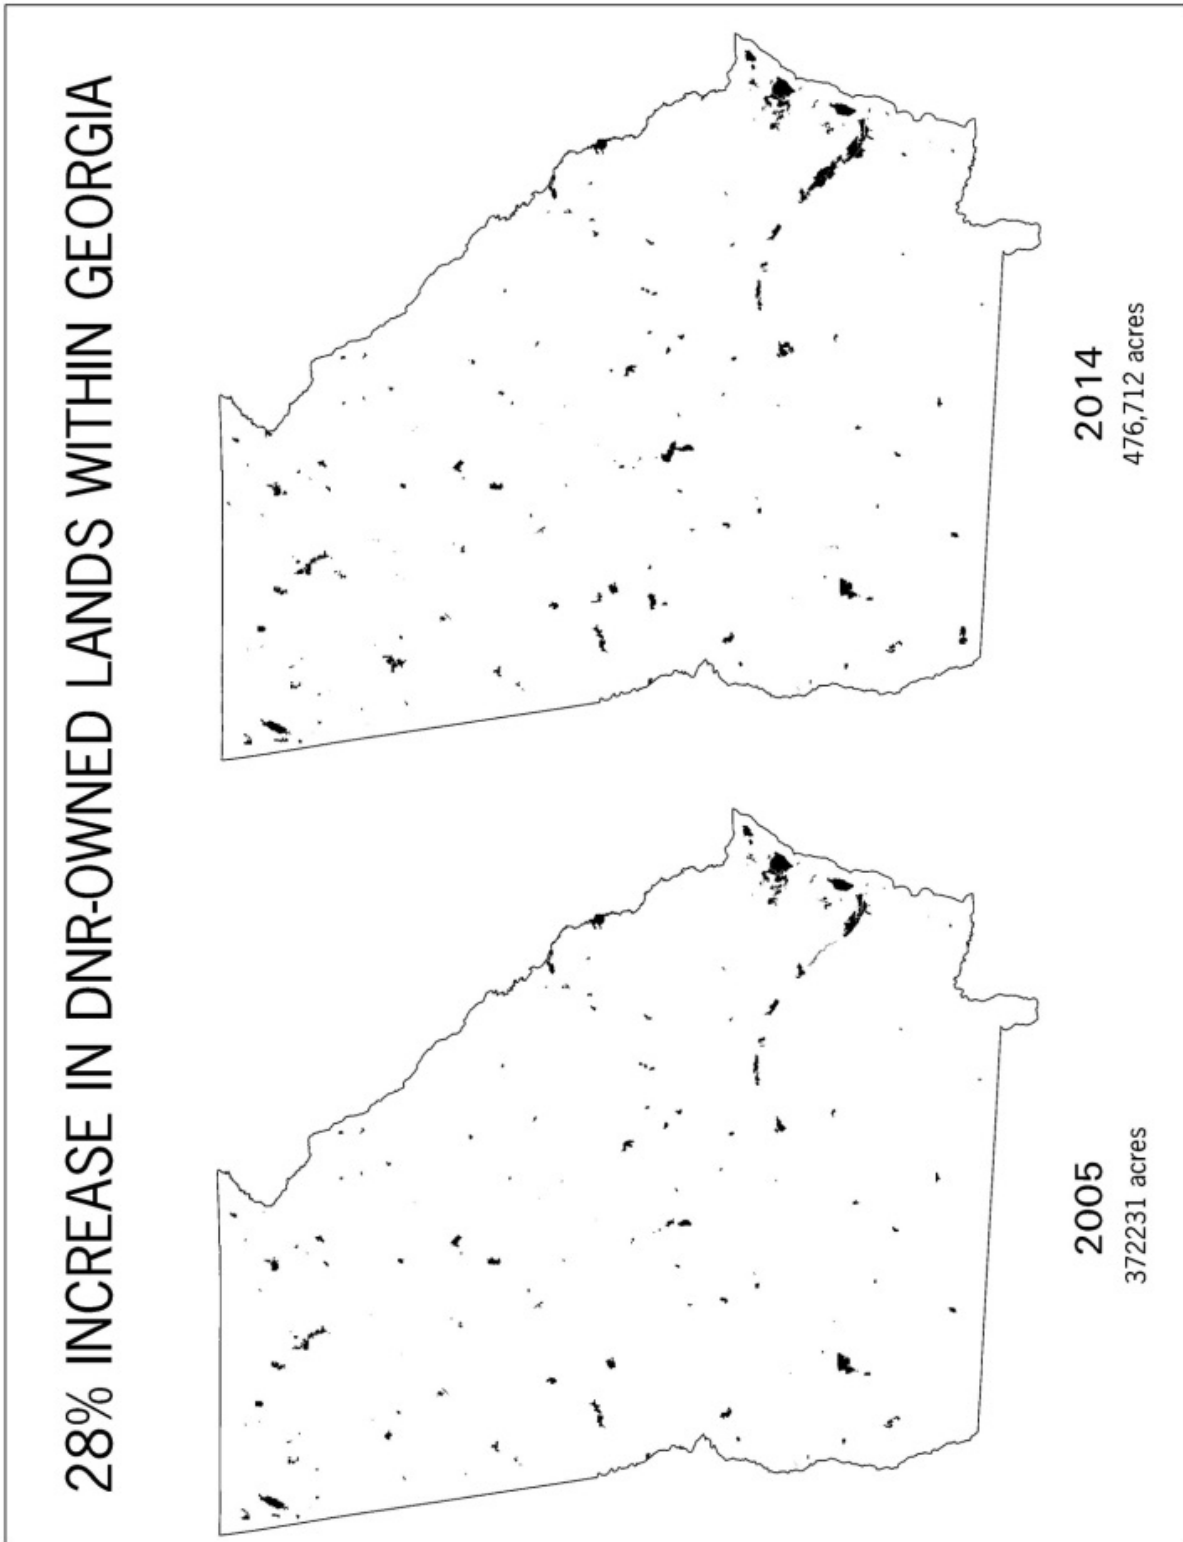 28% INCREASE IN DNR-OWNED LANDS WITHIN GEORGIA
2005
372231 acres
2014
476,712 acres